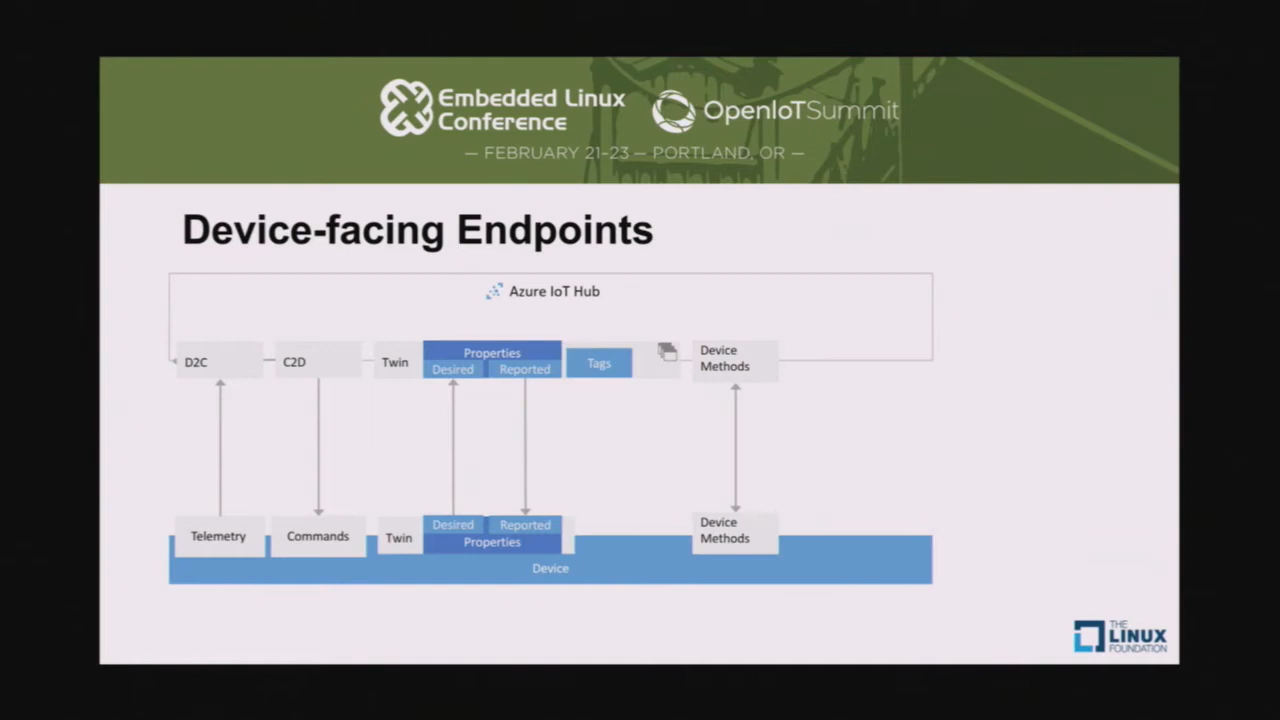 Embedded Linux
Conference
OpenIoTSummit
— FEBRUARY 21-23 — PORTLAND, OR —
Device-facing Endpoints
Azure IoT Hub
D2C
C2D
Twin
Properties
Desired
Reported
Tags
Device
Methods
Telemetry
Commands
Twin
Desired
Reported
Properties
Device
Methods
Device
THE
LINUX
FOUNDATION